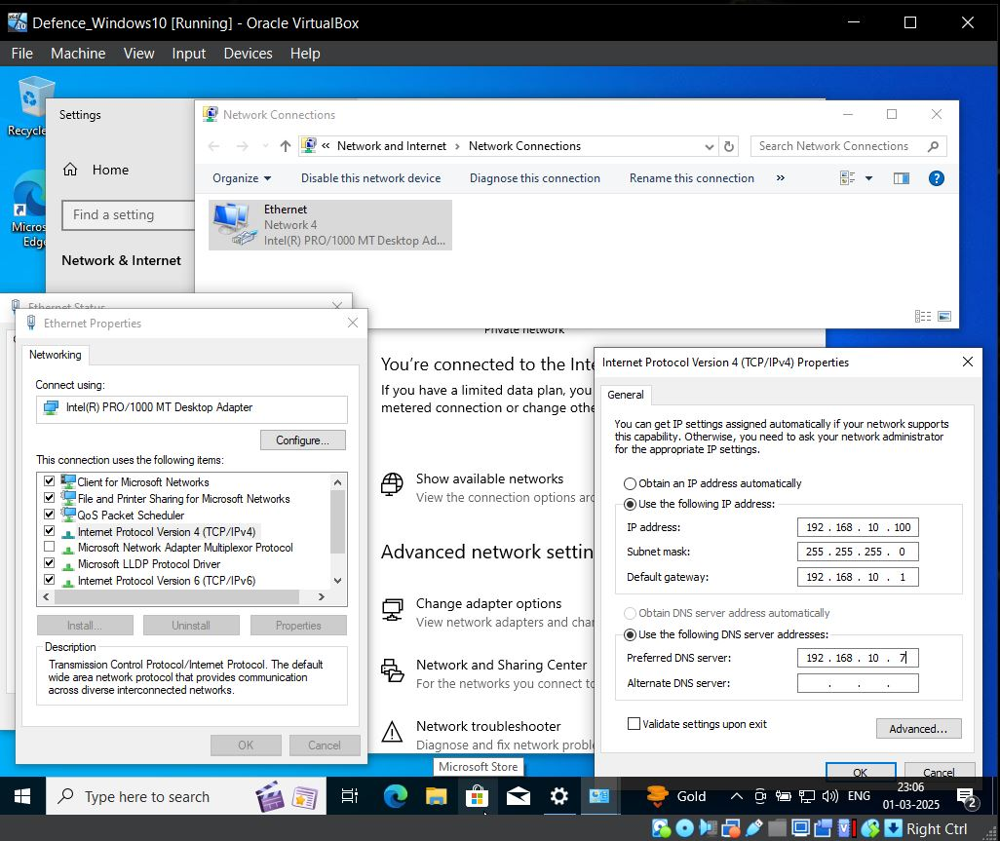 Defence_Windows10 [Running] - Oracle VirtualBox
File Machine View Input Devices Help
Recycle
Micros
Edge
Settings
Home
Find a setting
Network & Internet
Network Connections
« Network and Internet › Network Connections
Search Network Connections
Organize Disable this network device Diagnose this connection Rename this connection »
Ethernet
Network 4
Intel(R) PRO/1000 MT Desktop Ad...
Ethernet Status
Ethernet Properties
Networking
Connect using:
Intel(R) PRO/1000 MT Desktop Adapter
Configure...
This connection uses the following items:
Client for Microsoft Networks
File and Printer Sharing for Microsoft Networks
QoS Packet Scheduler
Internet Protocol Version 4 (TCP/IPv4)
Microsoft Network Adapter Multiplexor Protocol
Microsoft LLDP Protocol Driver
Internet Protocol Version 6 (TCP/IPv6)
Install... Uninstall Properties
Description
Transmission Control Protocol/Internet Protocol. The default
wide area network protocol that provides communication
across diverse interconnected networks.
OK Cancel
Private network
You're connected to the Inte
If you have a limited data plan, you
metered connection or change othe
Show available networks
View the connection options arc
Advanced network settin
Change adapter options
View network adapters and char
Network and Sharing Center
For the networks you connect to
Network troubleshooter
Diagnose and fix network proble
Internet Protocol Version 4 (TCP/IPv4) Properties
General
You can get IP settings assigned automatically if your network supports
this capability. Otherwise, you need to ask your network administrator
for the appropriate IP settings.
Obtain an IP address automatically
Use the following IP address:
IP address: 192 . 168 . 10 . 100
Subnet mask: 255 . 255 . 255 . 0
Default gateway: 192 . 168 . 10 . 1
Obtain DNS server address automatically
Use the following DNS server addresses:
Preferred DNS server: 192 . 168 . 10 . 7
Alternate DNS server: . . .
Validate settings upon exit
Advanced...
OK Cancel
Microsoft Store
Type here to search
Gold
ENG
23:06
01-03-2025
2
Right Ctrl